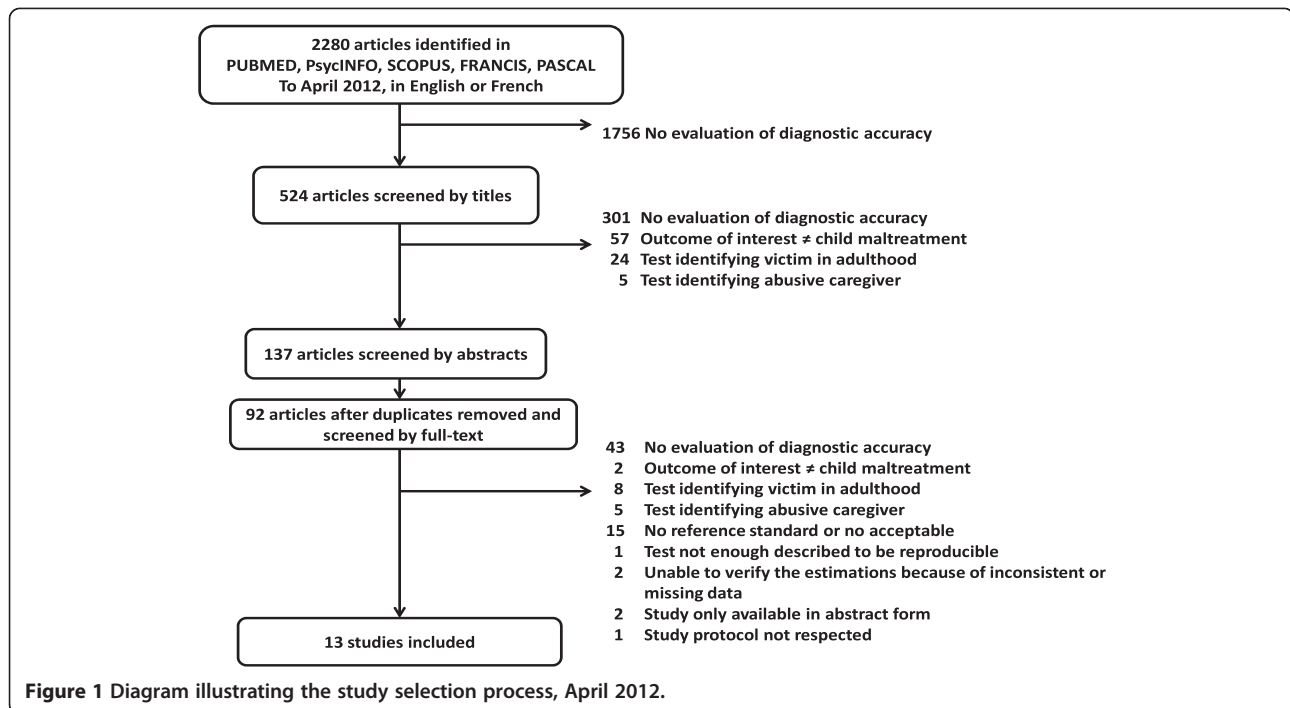 2280 articles identified in
PUBMED, PsycINFO, SCOPUS, FRANCIS, PASCAL
To April 2012, in English or French
1756 No evaluation of diagnostic accuracy
524 articles screened by titles
301 No evaluation of diagnostic accuracy
57 Outcome of interest ≠ child maltreatment
24 Test identifying victim in adulthood
5 Test identifying abusive caregiver
137 articles screened by abstracts
92 articles after duplicates removed and
screened by full-text
43 No evaluation of diagnostic accuracy
2 Outcome of interest ≠ child maltreatment
8 Test identifying victim in adulthood
5 Test identifying abusive caregiver
15 No reference standard or no acceptable
1 Test not enough described to be reproducible
2 Unable to verify the estimations because of inconsistent or
missing data
2 Study only available in abstract form
1 Study protocol not respected
13 studies included
Figure 1 Diagram illustrating the study selection process, April 2012.